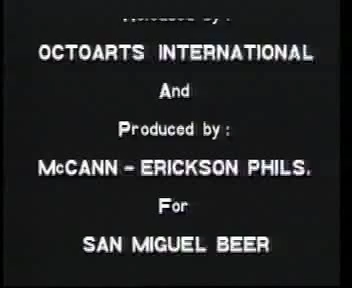 OCTOARTS INTERNATIONAL
And
Produced by :
McCANN - ERICKSON PHILS.
For
SAN MIGUEL BEER